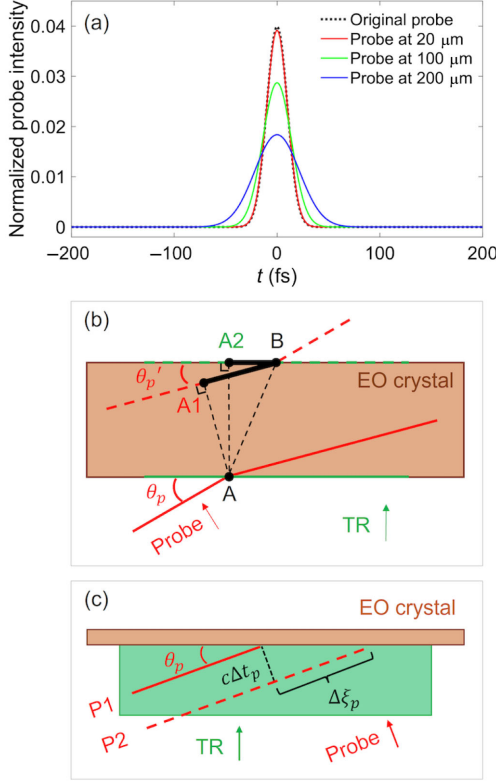 (a)
Original probe
Probe at 20 μm
Probe at 100 μm
Probe at 200 μm
Normalized probe intensity
0.04
0.03
0.02
0.01
0
−200
−100
0
100
200
t (fs)
(b)
A2
B
θp′
A1
EO crystal
θp
A
Probe
TR
(c)
EO crystal
θp
cΔtp
P1
Δξp
P2
TR
Probe